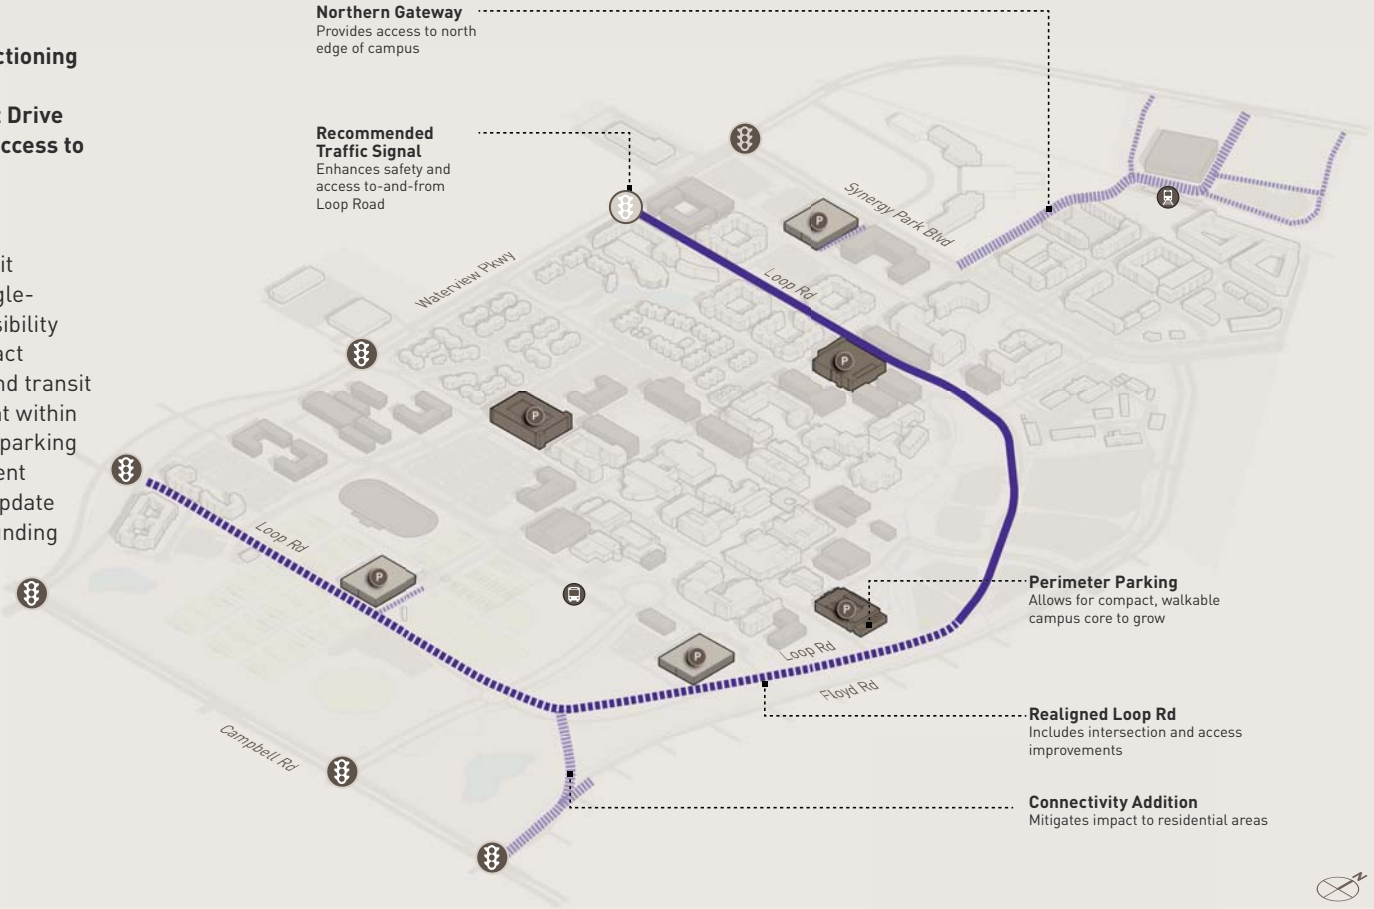 ctioning
Drive
ccess to
it
gle-
sibility
act
nd transit
nt within
parking
ent
pdate
nding
Northern Gateway
Provides access to north
edge of campus
Recommended
Traffic Signal
Enhances safety and
access to-and-from
Loop Road
Synergy Park Blvd
Waterview Pkwy
Loop Rd
P
P
P
Loop Rd
P
P
P
Loop Rd
Floyd Rd
Campbell Rd
Perimeter Parking
Allows for compact, walkable
campus core to grow
Realigned Loop Rd
Includes intersection and access
improvements
Connectivity Addition
Mitigates impact to residential areas
N